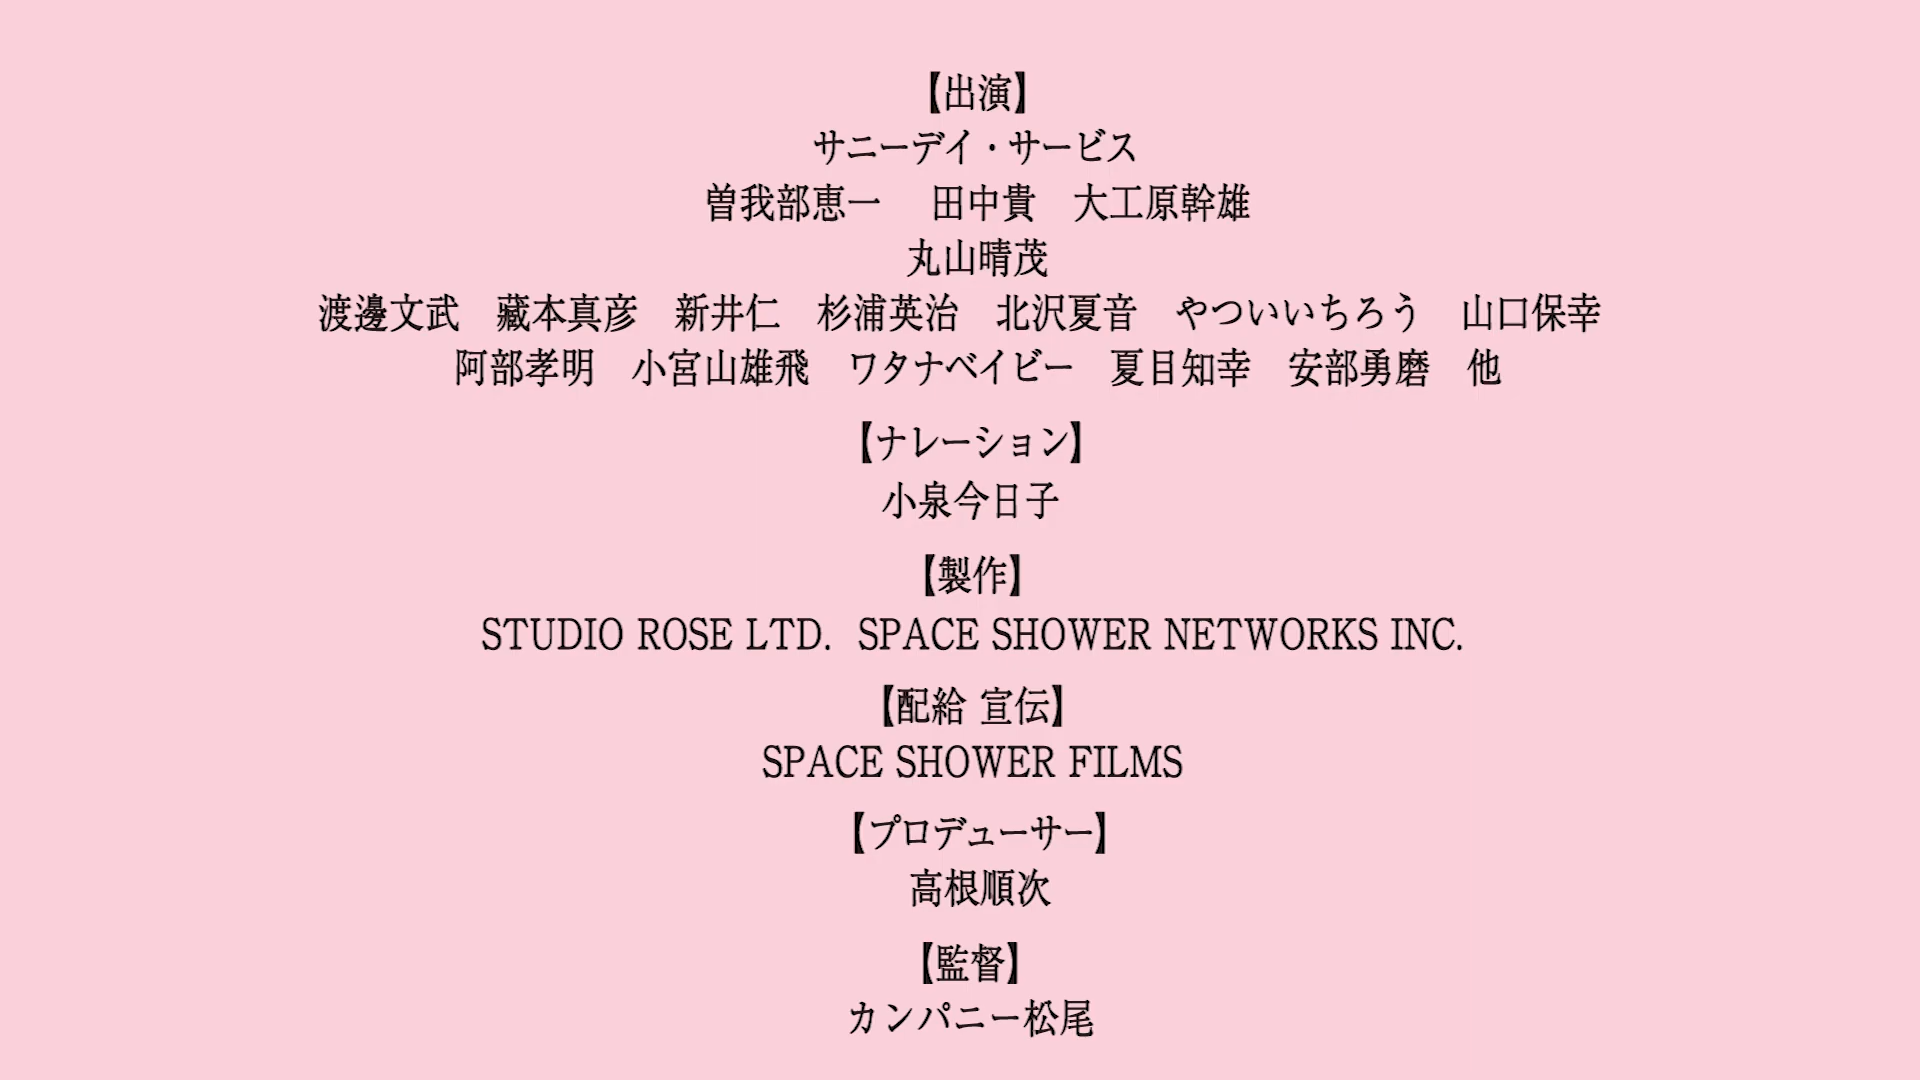 【出演】
サニーデイ・サービス
曽我部恵一　田中貴　大工原幹雄
丸山晴茂
渡邊文武　藏本真彦　新井仁　杉浦英治　北沢夏音　やついいちろう　山口保幸
阿部孝明　小宮山雄飛　ワタナベイビー　夏目知幸　安部勇磨　他
【ナレーション】
小泉今日子
【製作】
STUDIO ROSE LTD. SPACE SHOWER NETWORKS INC.
【配給 宣伝】
SPACE SHOWER FILMS
【プロデューサー】
高根順次
【監督】
カンパニー松尾